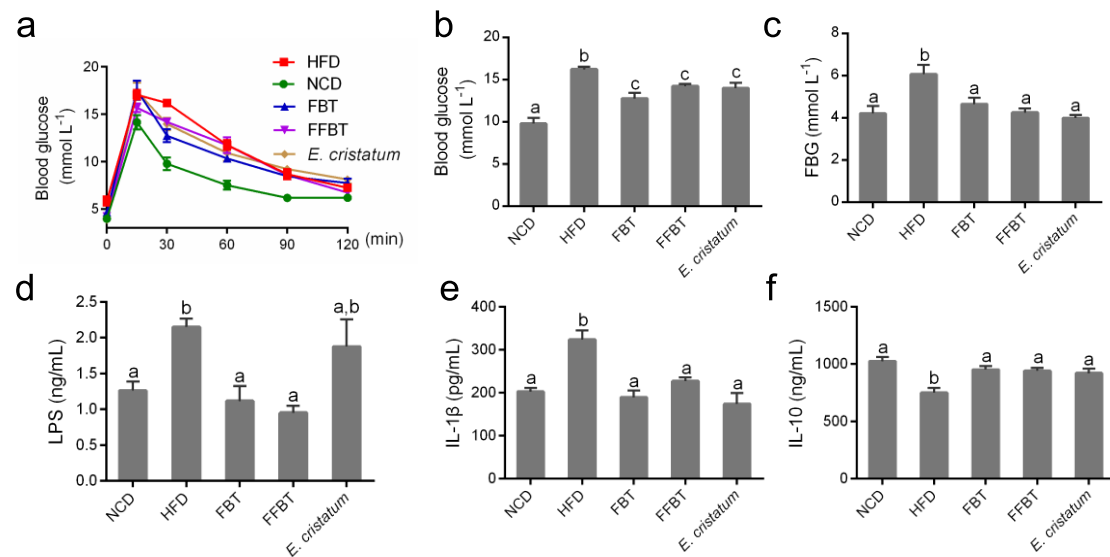 a
Blood glucose
(mmol L⁻¹)
20
15
10
5
0
30
60
90
120
(min)
HFD
NCD
FBT
FFBT
E. cristatum
b
Blood glucose
(mmol L⁻¹)
20
15
10
5
0
a
b
c
c
c
NCD
HFD
FBT
FFBT
E. cristatum
c
FBG (mmol L⁻¹)
8
6
4
2
0
a
b
a
a
a
NCD
HFD
FBT
FFBT
E. cristatum
d
LPS (ng/mL)
2.5
2.0
1.5
1.0
0.5
0.0
a
b
a
a
a,b
NCD
HFD
FBT
FFBT
E. cristatum
e
IL-1β (pg/mL)
400
300
200
100
0
a
b
a
a
a
NCD
HFD
FBT
FFBT
E. cristatum
f
IL-10 (ng/mL)
1500
1000
500
0
a
b
a
a
a
NCD
HFD
FBT
FFBT
E. cristatum